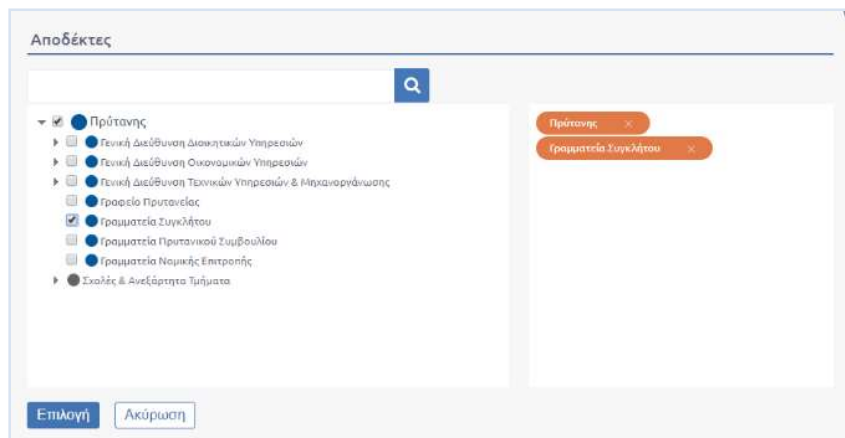 Αποδέκτες
Πρύτανης
Γενική Διεύθυνση Διοικητικών Υπηρεσιών
Γενική Διεύθυνση Οικονομικών Υπηρεσιών
Γενική Διεύθυνση Τεχνικών Υπηρεσιών & Μηχανοργάνωσης
Γραφείο Πρυτανείας
Γραμματεία Συγκλήτου
Γραμματεία Πρυτανικού Συμβουλίου
Γραμματεία Νομικής Επιτροπής
Σχολές & Ανεξάρτητα Τμήματα
Πρύτανης ×
Γραμματεία Συγκλήτου ×
Επιλογή Ακύρωση